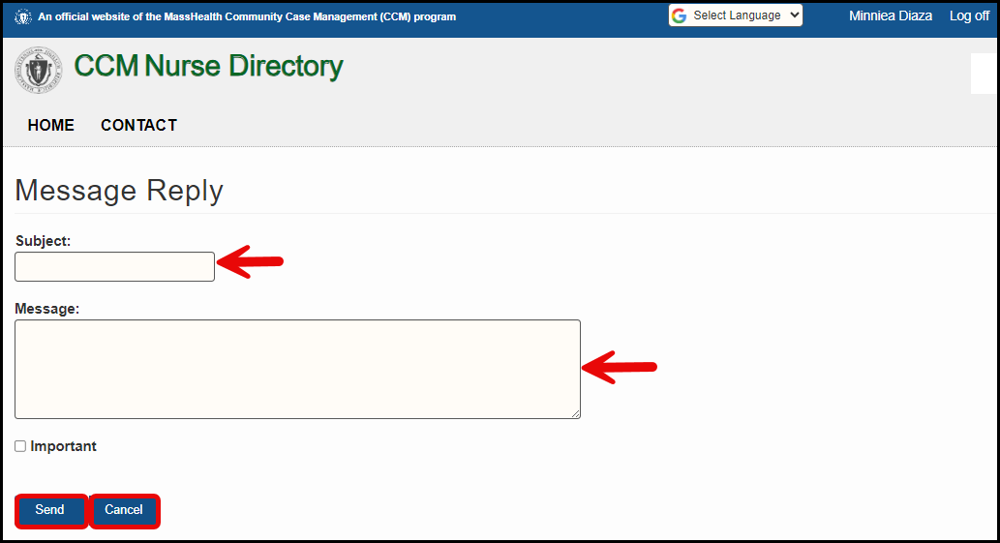 An official website of the MassHealth Community Case Management (CCM) program
Select Language
Minniea Diaza Log off
CCM Nurse Directory
HOME CONTACT
Message Reply
Subject:
Message:
Important
Send Cancel